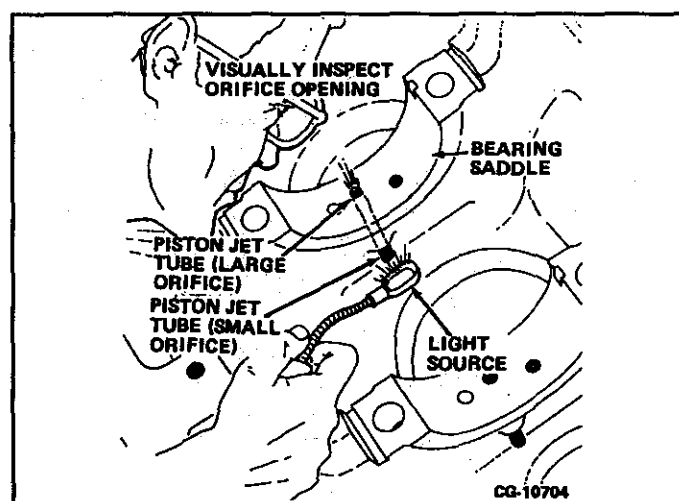 VISUALLY INSPECT
ORIFICE OPENING
BEARING
SADDLE
PISTON JET
TUBE (LARGE
ORIFICE)
PISTON JET
TUBE (SMALL
ORIFICE)
LIGHT
SOURCE
CG-10704